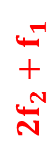 2f₂ + f₁